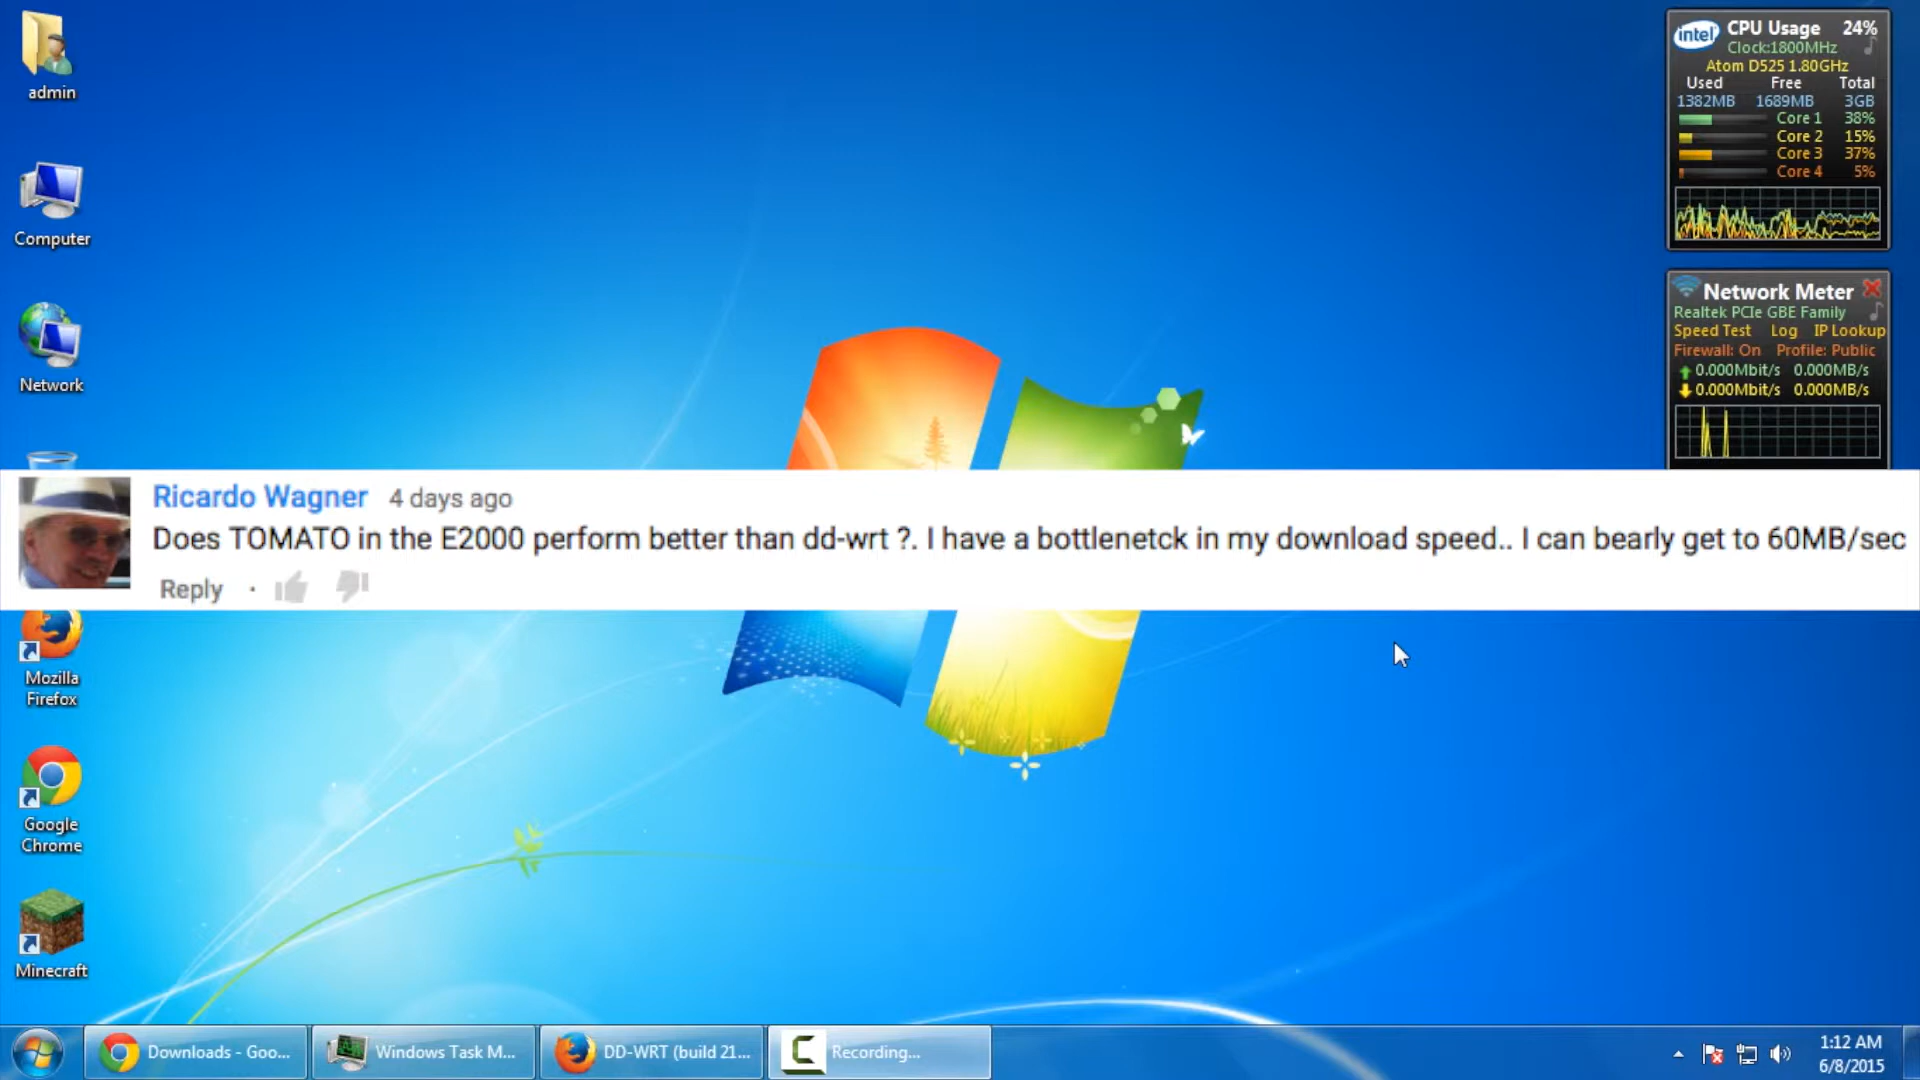 admin
Computer
Network
intel
CPU Usage 24%
Clock:1800MHz
Atom D525 1.80GHz
Used Free Total
1382MB 1689MB 3GB
Core 1 38%
Core 2 15%
Core 3 37%
Core 4 5%
Network Meter
Realtek PCIe GBE Family
Speed Test Log IP Lookup
Firewall: On Profile: Public
0.000Mbit/s 0.000MB/s
0.000Mbit/s 0.000MB/s
Ricardo Wagner 4 days ago
Does TOMATO in the E2000 perform better than dd-wrt ?. I have a bottlenetck in my download speed.. I can bearly get to 60MB/sec
Reply ·
Mozilla
Firefox
Google
Chrome
Minecraft
Downloads - Goo...
Windows Task M...
DD-WRT (build 21...
Recording...
1:12 AM
6/8/2015